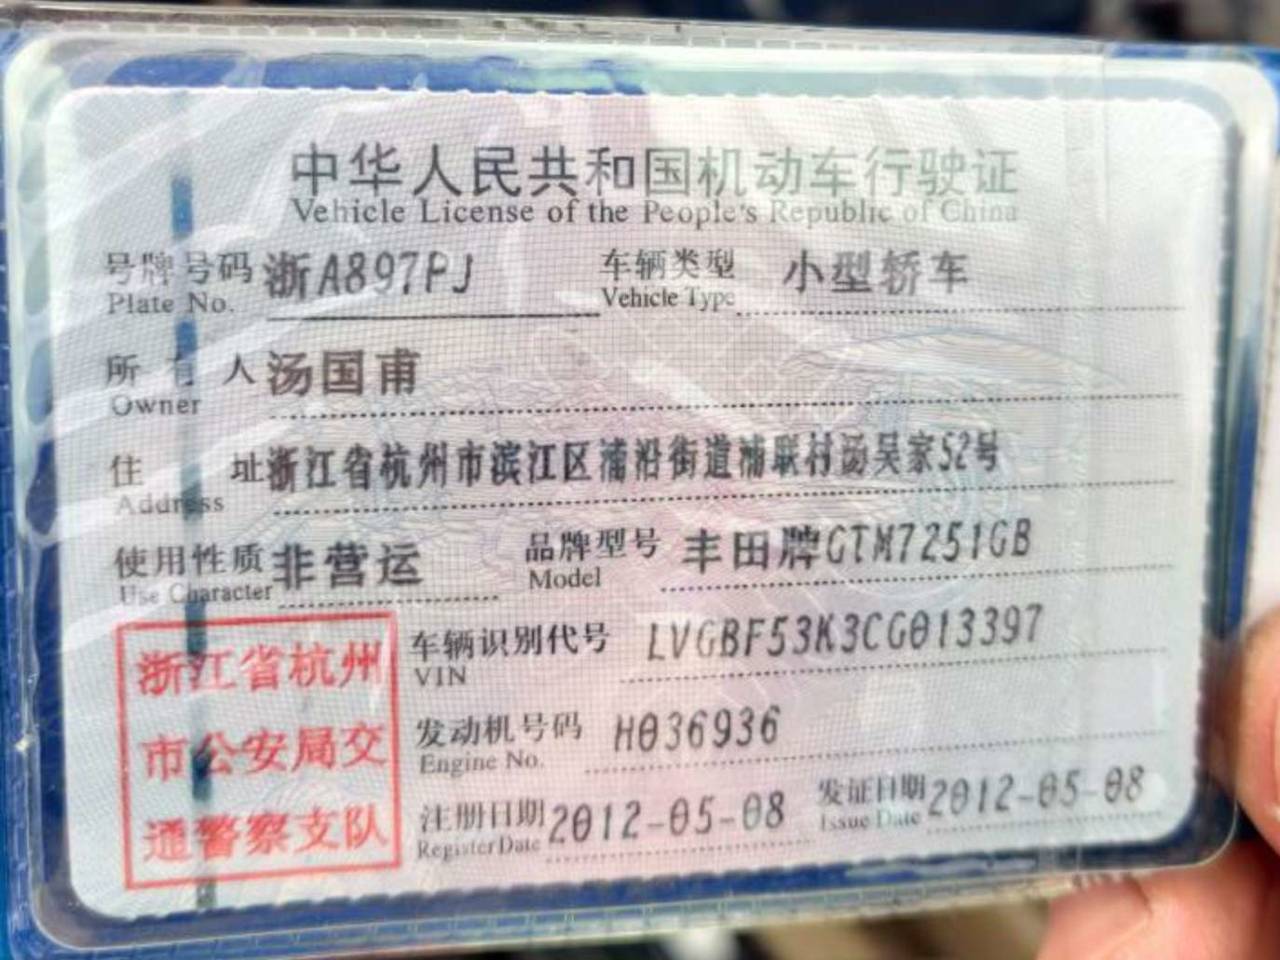 中华人民共和国机动车行驶证
Vehicle License of the People's Republic of China
号牌号码 浙A897PJ 车辆类型 小型轿车
Plate No. Vehicle Type
所有人 汤国甫
Owner
住址 浙江省杭州市滨江区浦沿街道浦联村汤吴家52号
Address
使用性质 非营运 品牌型号 丰田牌GTM7251GB
Use Character Model
车辆识别代号 LVGBF53K3CG013397
VIN
发动机号码 H036936
Engine No.
注册日期 2012-05-08 发证日期 2012-05-08
Register Date Issue Date
浙江省杭州
市公安局交
通警察支队